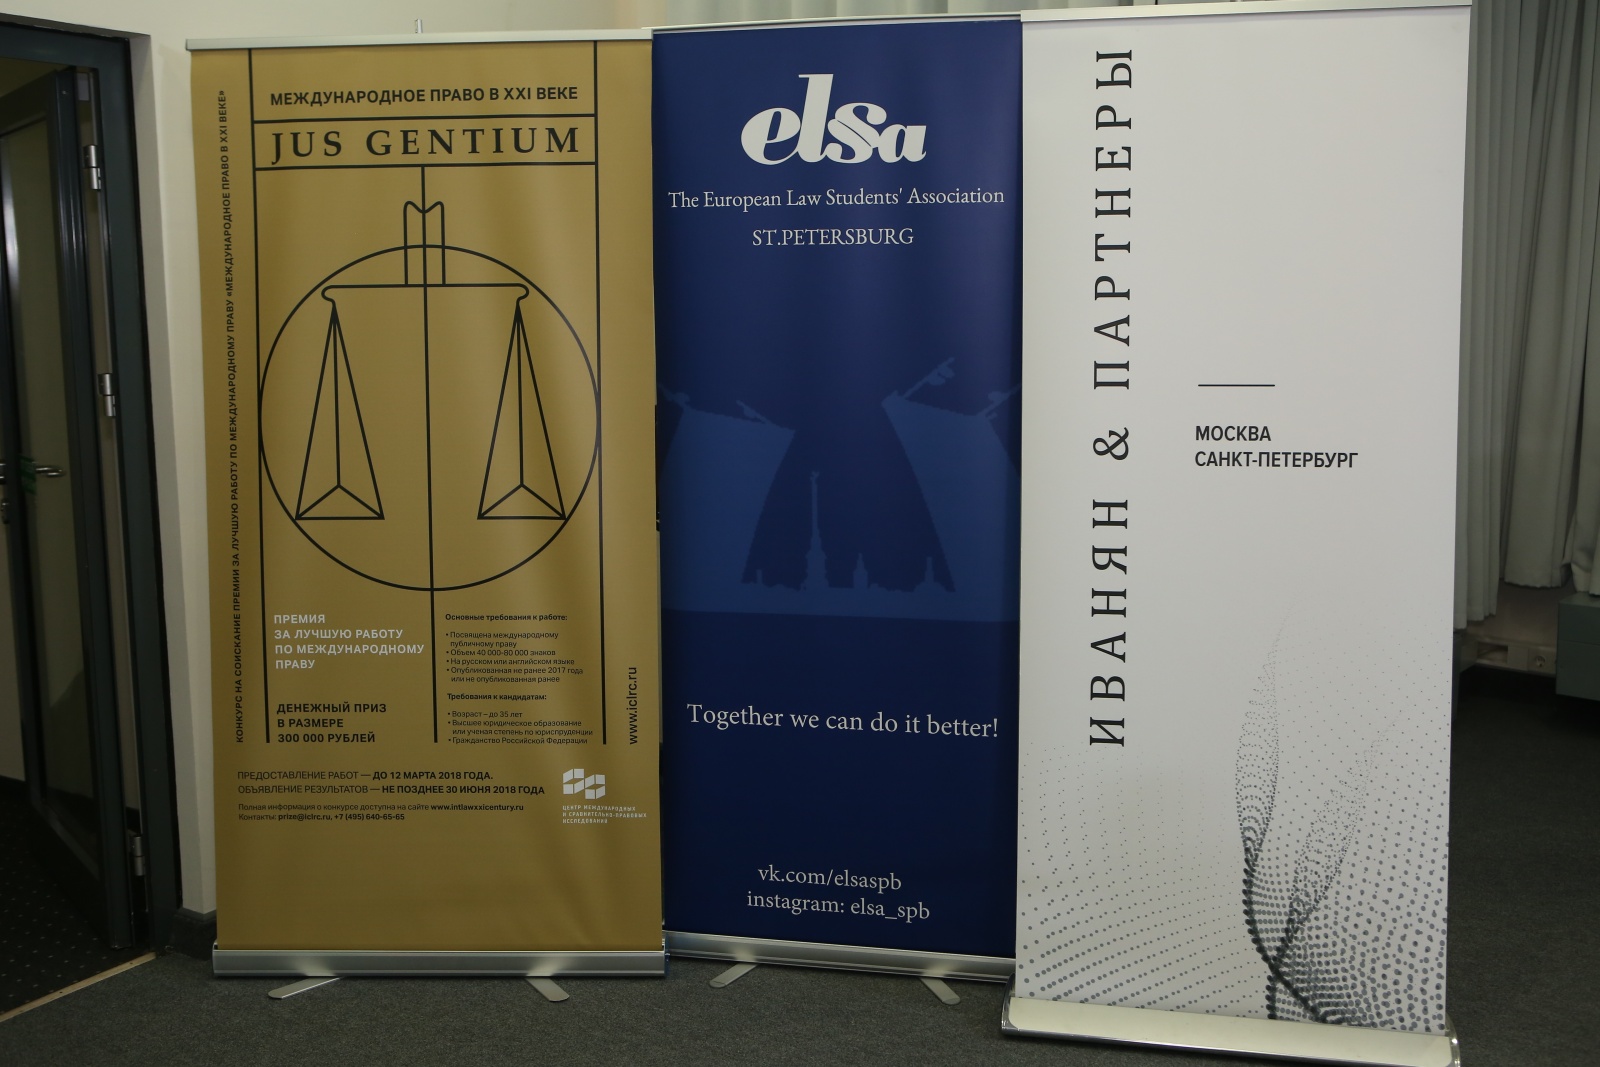 МЕЖДУНАРОДНОЕ ПРАВО В XXI ВЕКЕ
JUS GENTIUM
КОНКУРС НА СОИСКАНИЕ ПРЕМИИ ЗА ЛУЧШУЮ РАБОТУ ПО МЕЖДУНАРОДНОМУ ПРАВУ «МЕЖДУНАРОДНОЕ ПРАВО В XXI ВЕКЕ»
ПРЕМИЯ
ЗА ЛУЧШУЮ РАБОТУ
ПО МЕЖДУНАРОДНОМУ
ПРАВУ
ДЕНЕЖНЫЙ ПРИЗ
В РАЗМЕРЕ
300 000 РУБЛЕЙ
Основные требования к работе:
• Посвящена международному
публичному праву
• Объем 40 000-80 000 знаков
• На русском или английском языке
• Опубликованная не ранее 2017 года
или не опубликованная ранее
Требования к кандидатам:
• Возраст – до 35 лет
• Высшее юридическое образование
или ученая степень по юриспруденции
• Гражданство Российской Федерации
www.iclrc.ru
ПРЕДОСТАВЛЕНИЕ РАБОТ — ДО 12 МАРТА 2018 ГОДА.
ОБЪЯВЛЕНИЕ РЕЗУЛЬТАТОВ — НЕ ПОЗДНЕЕ 30 ИЮНЯ 2018 ГОДА
Полная информация о конкурсе доступна на сайте www.intlawxxicentury.ru
Контакты: prize@iclrc.ru, +7 (495) 640-65-65
ЦЕНТР МЕЖДУНАРОДНЫХ
И СРАВНИТЕЛЬНО-ПРАВОВЫХ
ИССЛЕДОВАНИЙ
elsa
The European Law Students' Association
ST.PETERSBURG
Together we can do it better!
vk.com/elsaspb
instagram: elsa_spb
ИВАНЯН & ПАРТНЕРЫ
МОСКВА
САНКТ-ПЕТЕРБУРГ